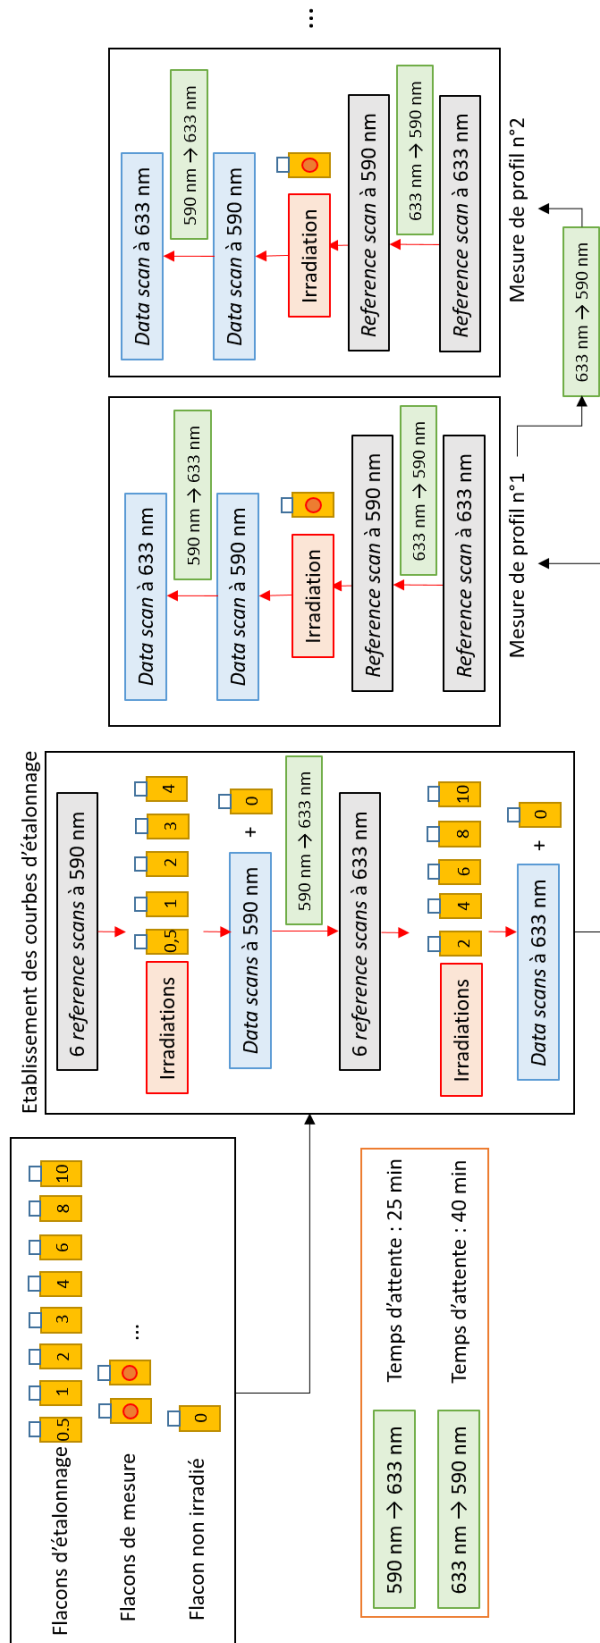 Flacons d'étalonnage
0.5
1
2
3
4
6
8
10
Flacons de mesure
...
Flacon non irradié
0
590 nm → 633 nm
Temps d'attente : 25 min
633 nm → 590 nm
Temps d'attente : 40 min
Etablissement des courbes d'étalonnage
6 reference scans à 590 nm
Irradiations
0,5
1
2
3
4
Data scans à 590 nm
+
0
590 nm → 633 nm
6 reference scans à 633 nm
Irradiations
2
4
6
8
10
Data scans à 633 nm
+
0
Data scan à 633 nm
590 nm → 633 nm
Data scan à 590 nm
Irradiation
Reference scan à 590 nm
633 nm → 590 nm
Reference scan à 633 nm
Mesure de profil n°1
633 nm → 590 nm
Data scan à 633 nm
590 nm → 633 nm
Data scan à 590 nm
Irradiation
Reference scan à 590 nm
633 nm → 590 nm
Reference scan à 633 nm
Mesure de profil n°2
...